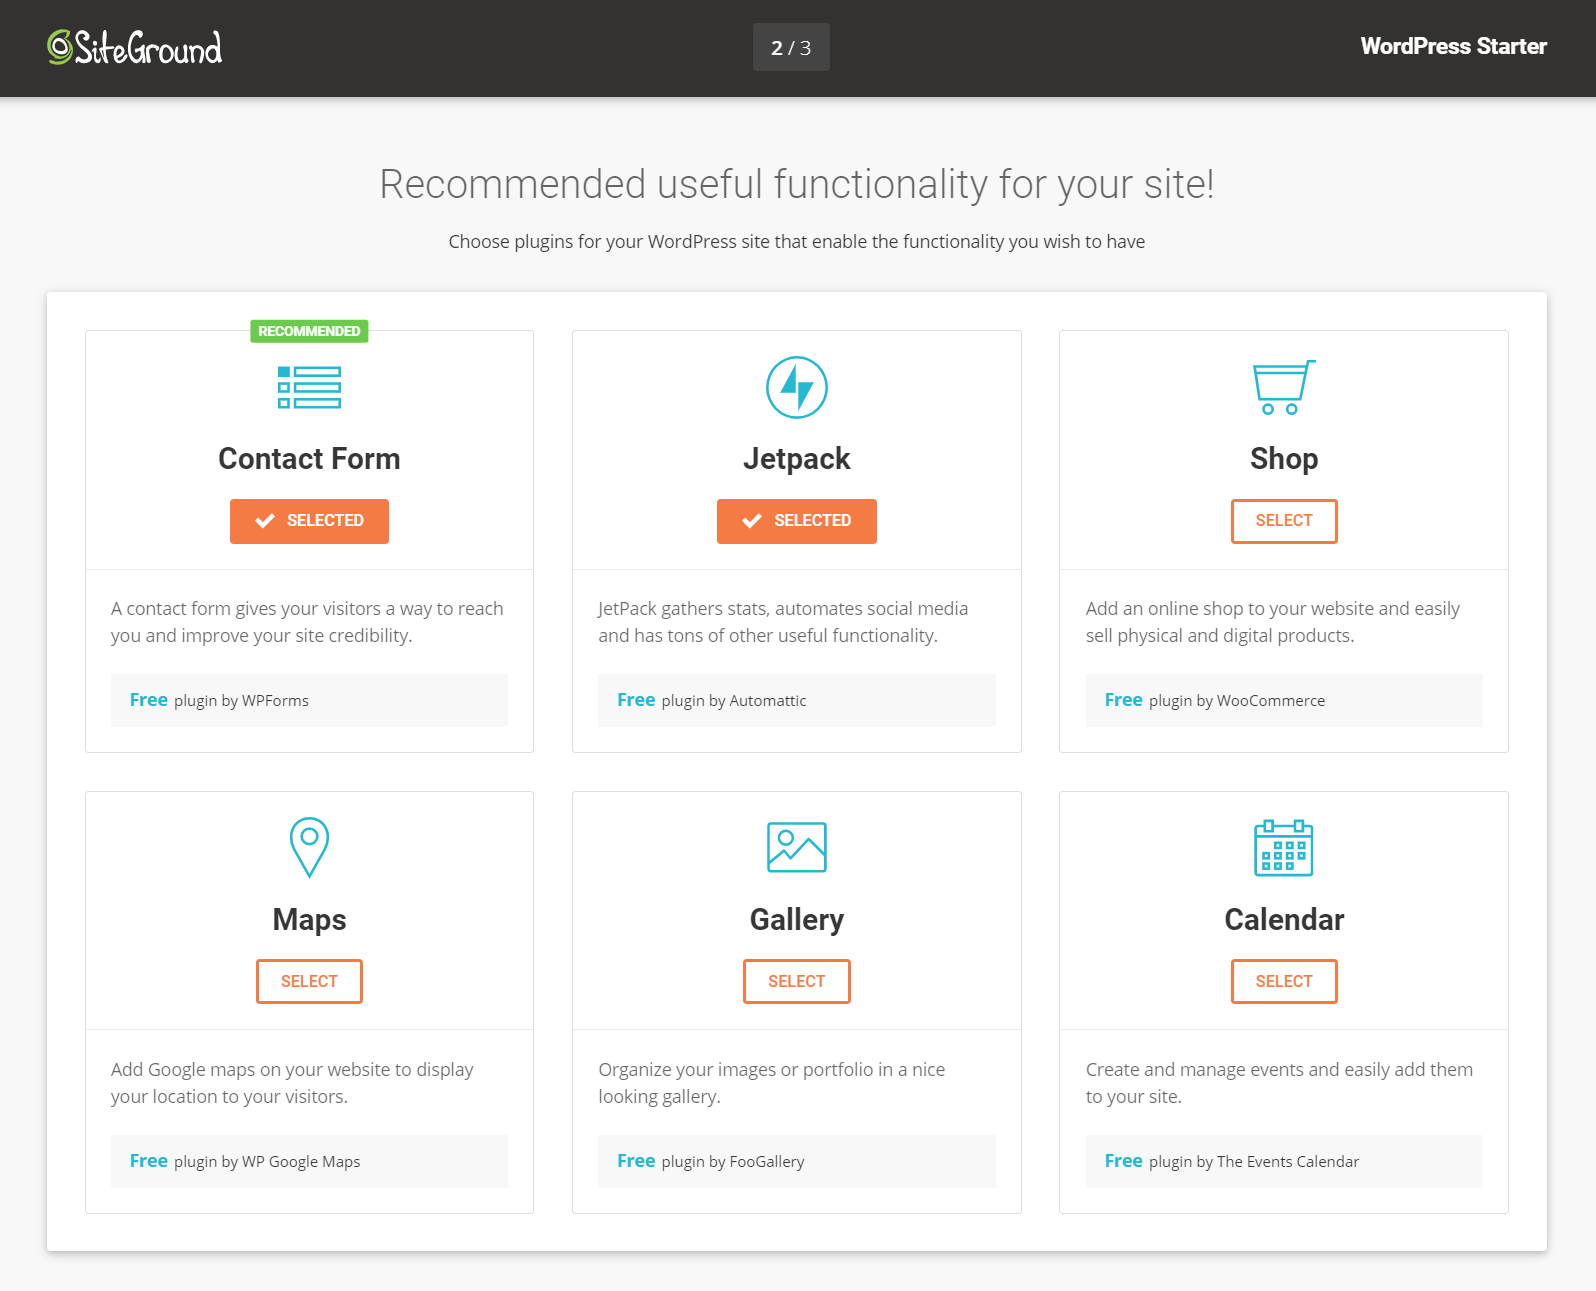 SiteGround
2 / 3
WordPress Starter
Recommended useful functionality for your site!
Choose plugins for your WordPress site that enable the functionality you wish to have
RECOMMENDED
Contact Form
SELECTED
A contact form gives your visitors a way to reach
you and improve your site credibility.
Free plugin by WPForms
Jetpack
SELECTED
JetPack gathers stats, automates social media
and has tons of other useful functionality.
Free plugin by Automattic
Shop
SELECT
Add an online shop to your website and easily
sell physical and digital products.
Free plugin by WooCommerce
Maps
SELECT
Add Google maps on your website to display
your location to your visitors.
Free plugin by WP Google Maps
Gallery
SELECT
Organize your images or portfolio in a nice
looking gallery.
Free plugin by FooGallery
Calendar
SELECT
Create and manage events and easily add them
to your site.
Free plugin by The Events Calendar